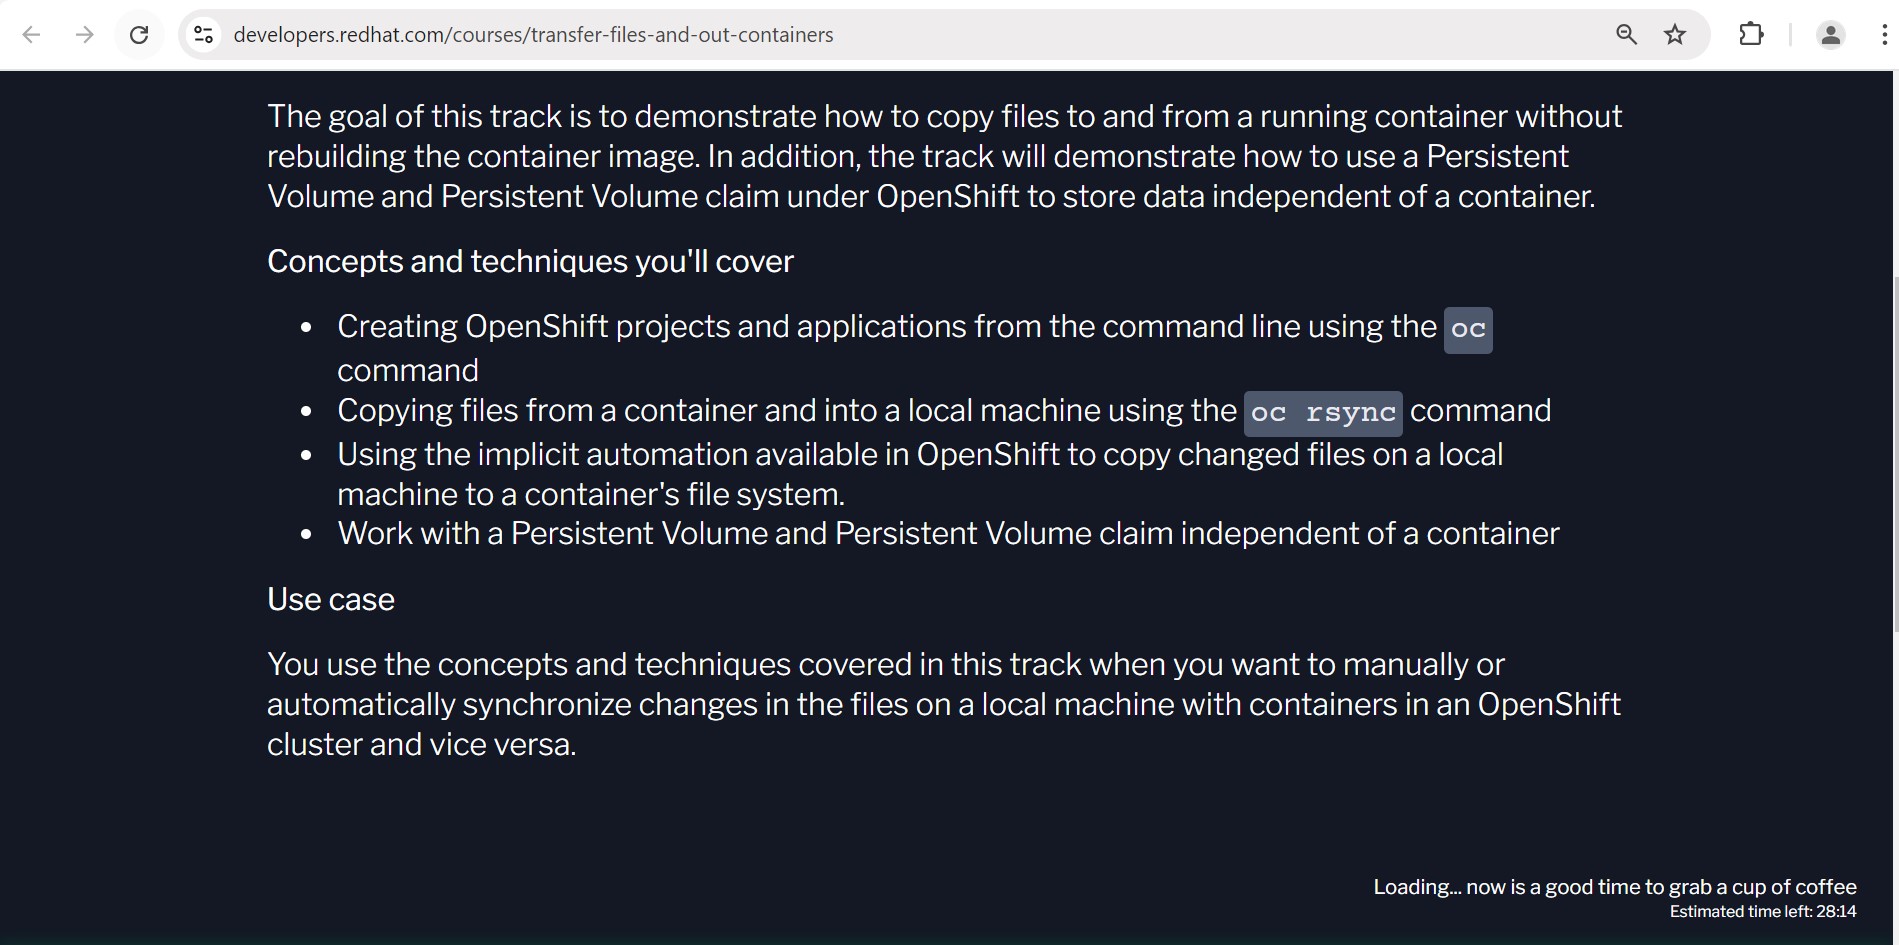 developers.redhat.com/courses/transfer-files-and-out-containers
The goal of this track is to demonstrate how to copy files to and from a running container without
rebuilding the container image. In addition, the track will demonstrate how to use a Persistent
Volume and Persistent Volume claim under OpenShift to store data independent of a container.
Concepts and techniques you'll cover
• Creating OpenShift projects and applications from the command line using the oc
command
• Copying files from a container and into a local machine using the oc rsync command
• Using the implicit automation available in OpenShift to copy changed files on a local
machine to a container's file system.
• Work with a Persistent Volume and Persistent Volume claim independent of a container
Use case
You use the concepts and techniques covered in this track when you want to manually or
automatically synchronize changes in the files on a local machine with containers in an OpenShift
cluster and vice versa.
Loading... now is a good time to grab a cup of coffee
Estimated time left: 28:14